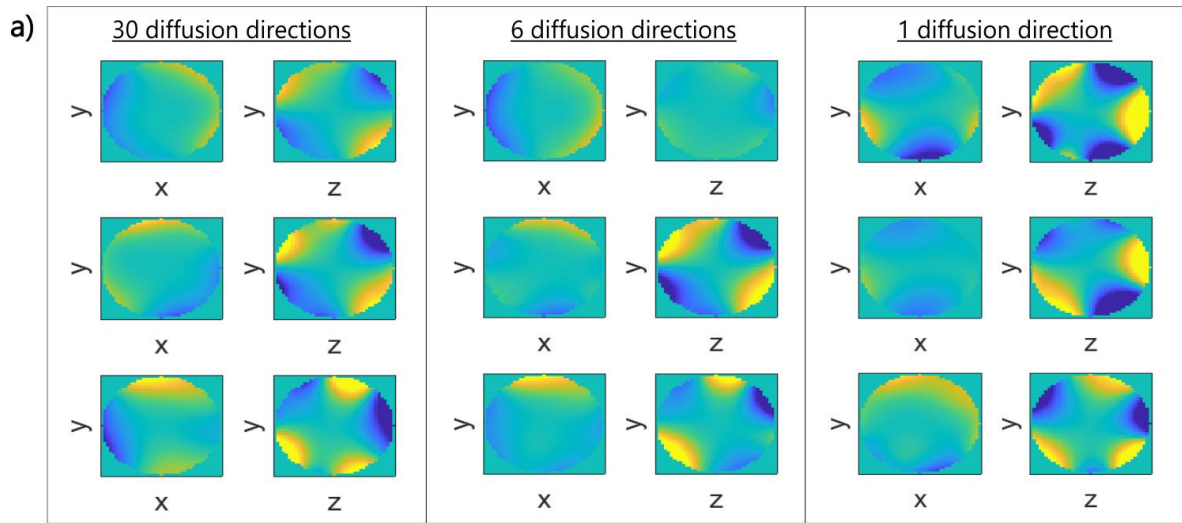 a)
30 diffusion directions
6 diffusion directions
1 diffusion direction
y y y y y y
x z x z x z
y y y y y y
x z x z x z
y y y y y y
x z x z x z